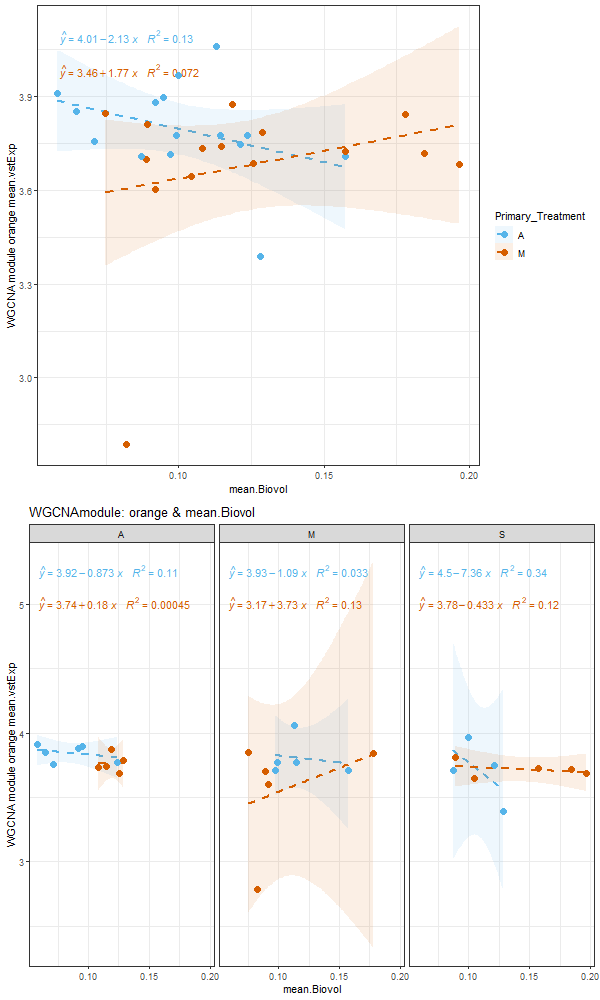 ŷ = 4.01−2.13 x R² = 0.13
ŷ = 3.46+1.77 x R² = 0.072
3.9
3.6
3.3
3.0
WGCNA module orange mean.vstExp
0.10 0.15 0.20
mean.Biovol
Primary_Treatment
A
M
WGCNAmodule: orange & mean.Biovol
A M S
ŷ = 3.92−0.873 x R² = 0.11 ŷ = 3.93−1.09 x R² = 0.033 ŷ = 4.5−7.36 x R² = 0.34
ŷ = 3.74+0.18 x R² = 0.00045 ŷ = 3.17+3.73 x R² = 0.13 ŷ = 3.78−0.433 x R² = 0.12
5
4
3
WGCNA module orange mean.vstExp
0.10 0.15 0.20 0.10 0.15 0.20 0.10 0.15 0.20
mean.Biovol